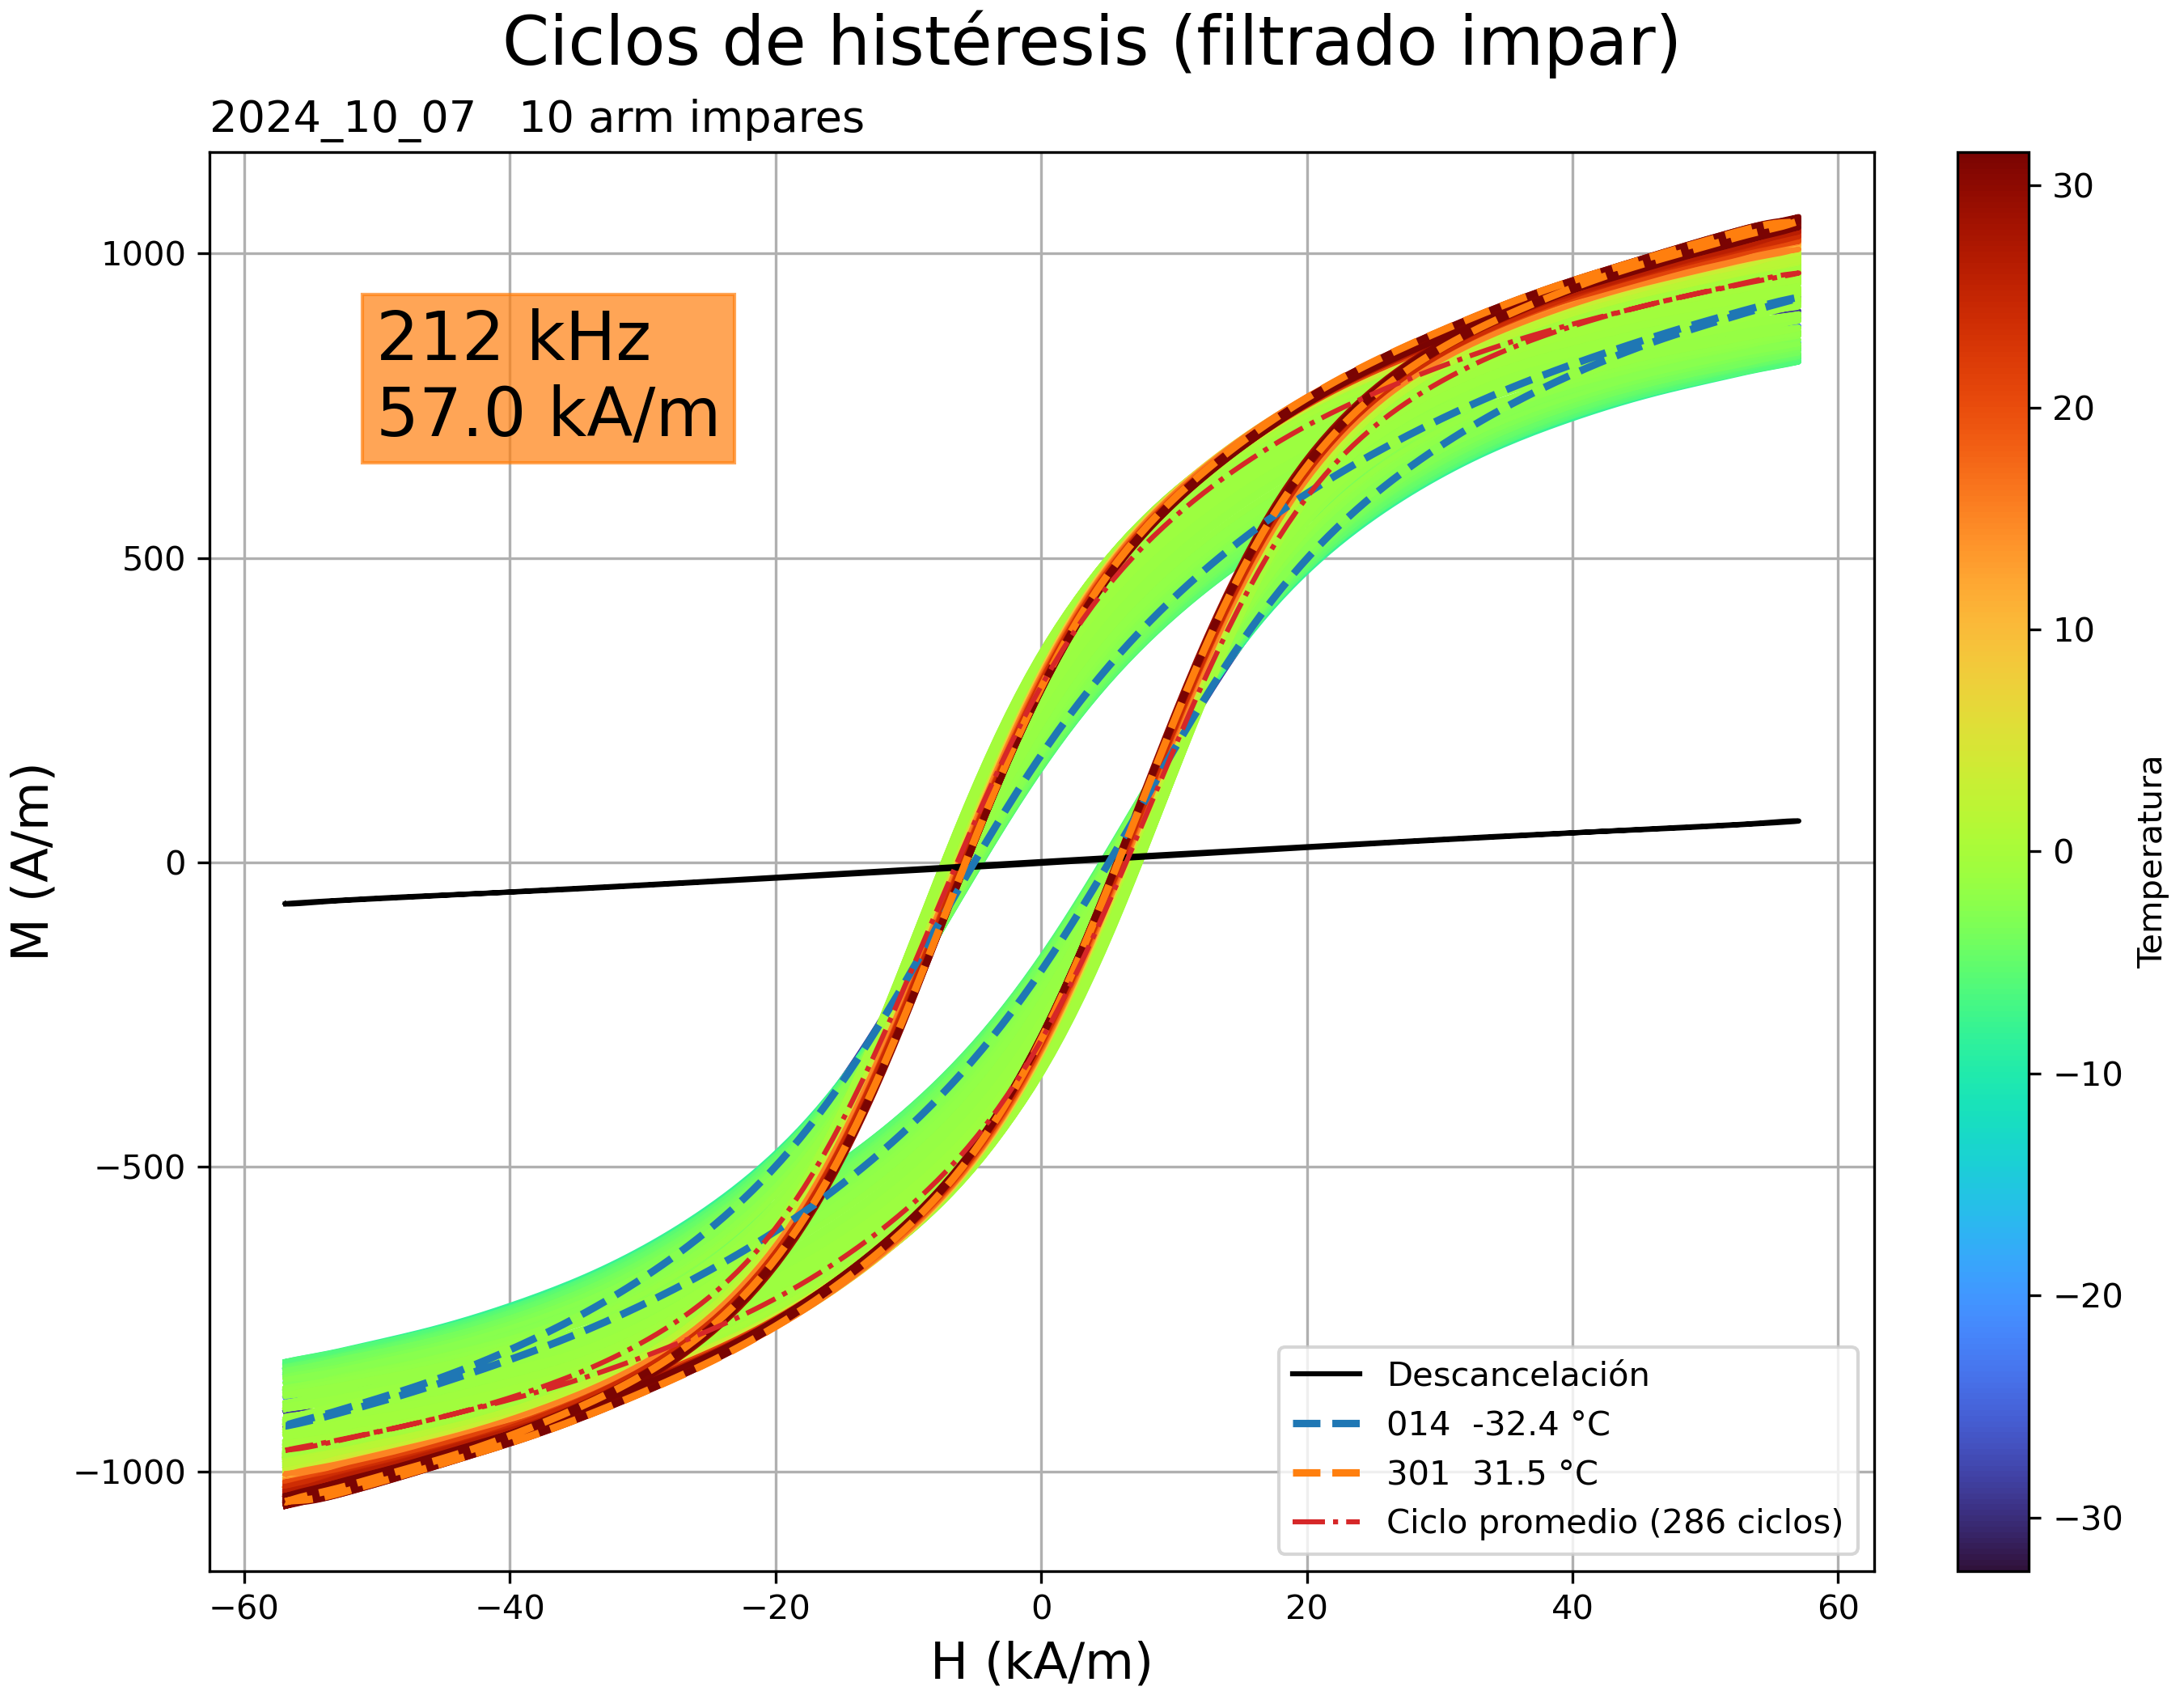 Ciclos de histéresis (filtrado impar)
2024_10_07   10 arm impares
212 kHz
57.0 kA/m
1000
500
0
−500
−1000
M (A/m)
−60
−40
−20
0
20
40
60
H (kA/m)
Descancelación
014  -32.4 °C
301  31.5 °C
Ciclo promedio (286 ciclos)
30
20
10
0
−10
−20
−30
Temperatura